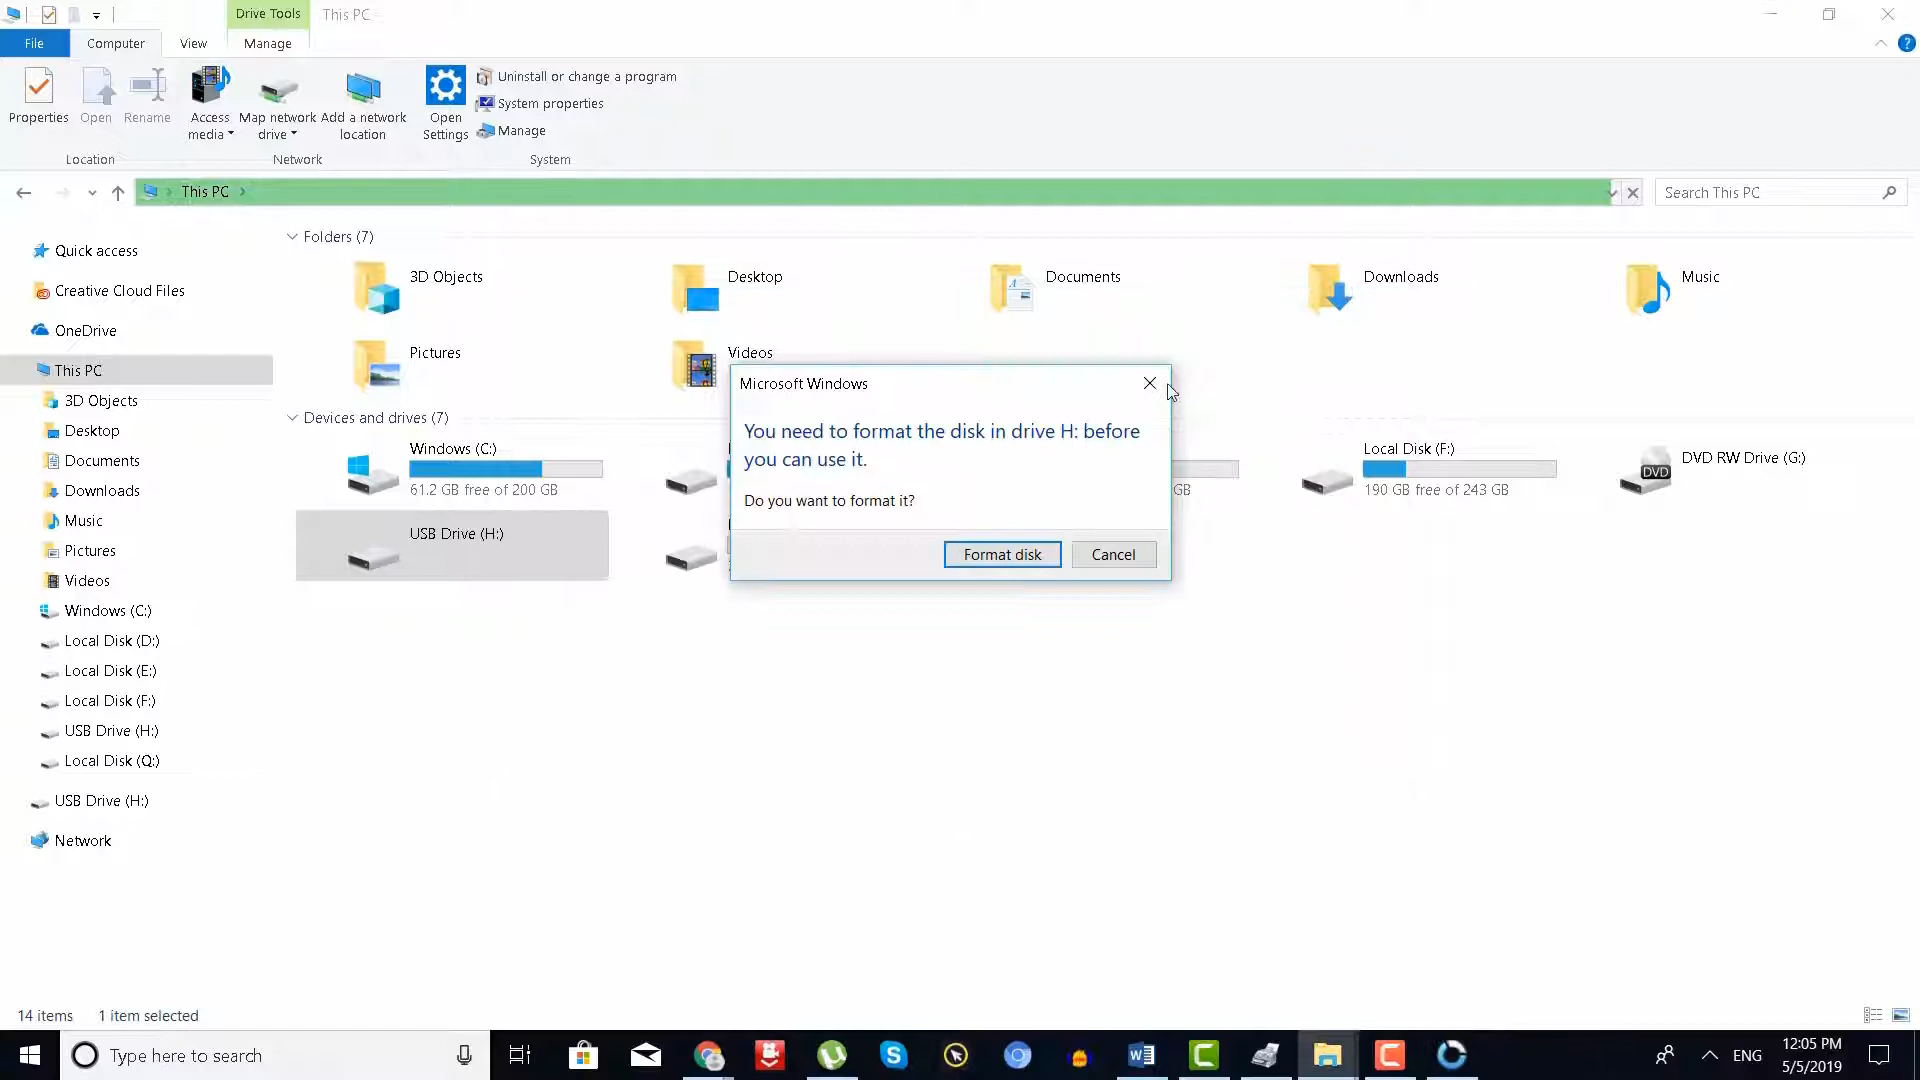 Drive Tools
This PC
File
Computer
View
Manage
Properties
Open
Rename
Access media
Map network drive
Add a network location
Open Settings
Uninstall or change a program
System properties
Manage
Location
Network
System
This PC
Search This PC
Quick access
Creative Cloud Files
OneDrive
This PC
3D Objects
Desktop
Documents
Downloads
Music
Pictures
Videos
Windows (C:)
Local Disk (D:)
Local Disk (E:)
Local Disk (F:)
USB Drive (H:)
Local Disk (Q:)
USB Drive (H:)
Network
Folders (7)
3D Objects
Desktop
Documents
Downloads
Music
Pictures
Videos
Devices and drives (7)
Windows (C:)
61.2 GB free of 200 GB
GB
Local Disk (F:)
190 GB free of 243 GB
DVD
DVD RW Drive (G:)
USB Drive (H:)
Microsoft Windows
You need to format the disk in drive H: before
you can use it.
Do you want to format it?
Format disk
Cancel
14 items
1 item selected
Type here to search
ENG
12:05 PM
5/5/2019